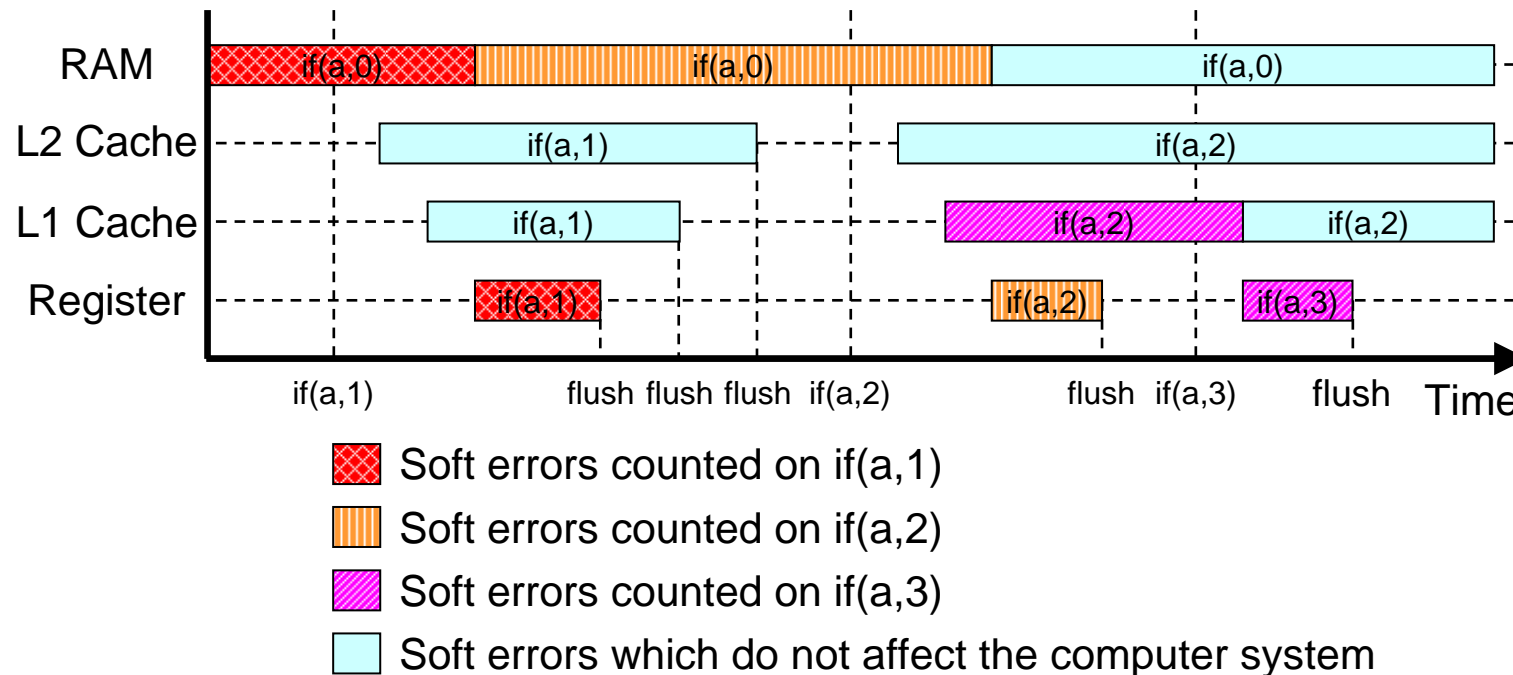 RAM if(a,0) if(a,0) if(a,0)
L2 Cache if(a,1) if(a,2)
L1 Cache if(a,1) if(a,2) if(a,2)
Register if(a,1) if(a,2) if(a,3)
if(a,1) flush flush flush if(a,2) flush if(a,3) flush Time
Soft errors counted on if(a,1)
Soft errors counted on if(a,2)
Soft errors counted on if(a,3)
Soft errors which do not affect the computer system